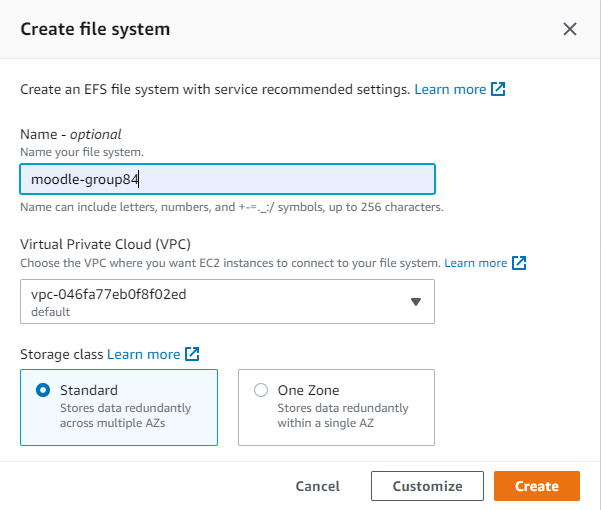 Create file system
Create an EFS file system with service recommended settings. Learn more
Name - optional
Name your file system.
moodle-group84
Name can include letters, numbers, and +-=._:/ symbols, up to 256 characters.
Virtual Private Cloud (VPC)
Choose the VPC where you want EC2 instances to connect to your file system. Learn more
vpc-046fa77eb0f8f02ed
default
Storage class Learn more
Standard
Stores data redundantly
across multiple AZs
One Zone
Stores data redundantly
within a single AZ
Cancel
Customize
Create